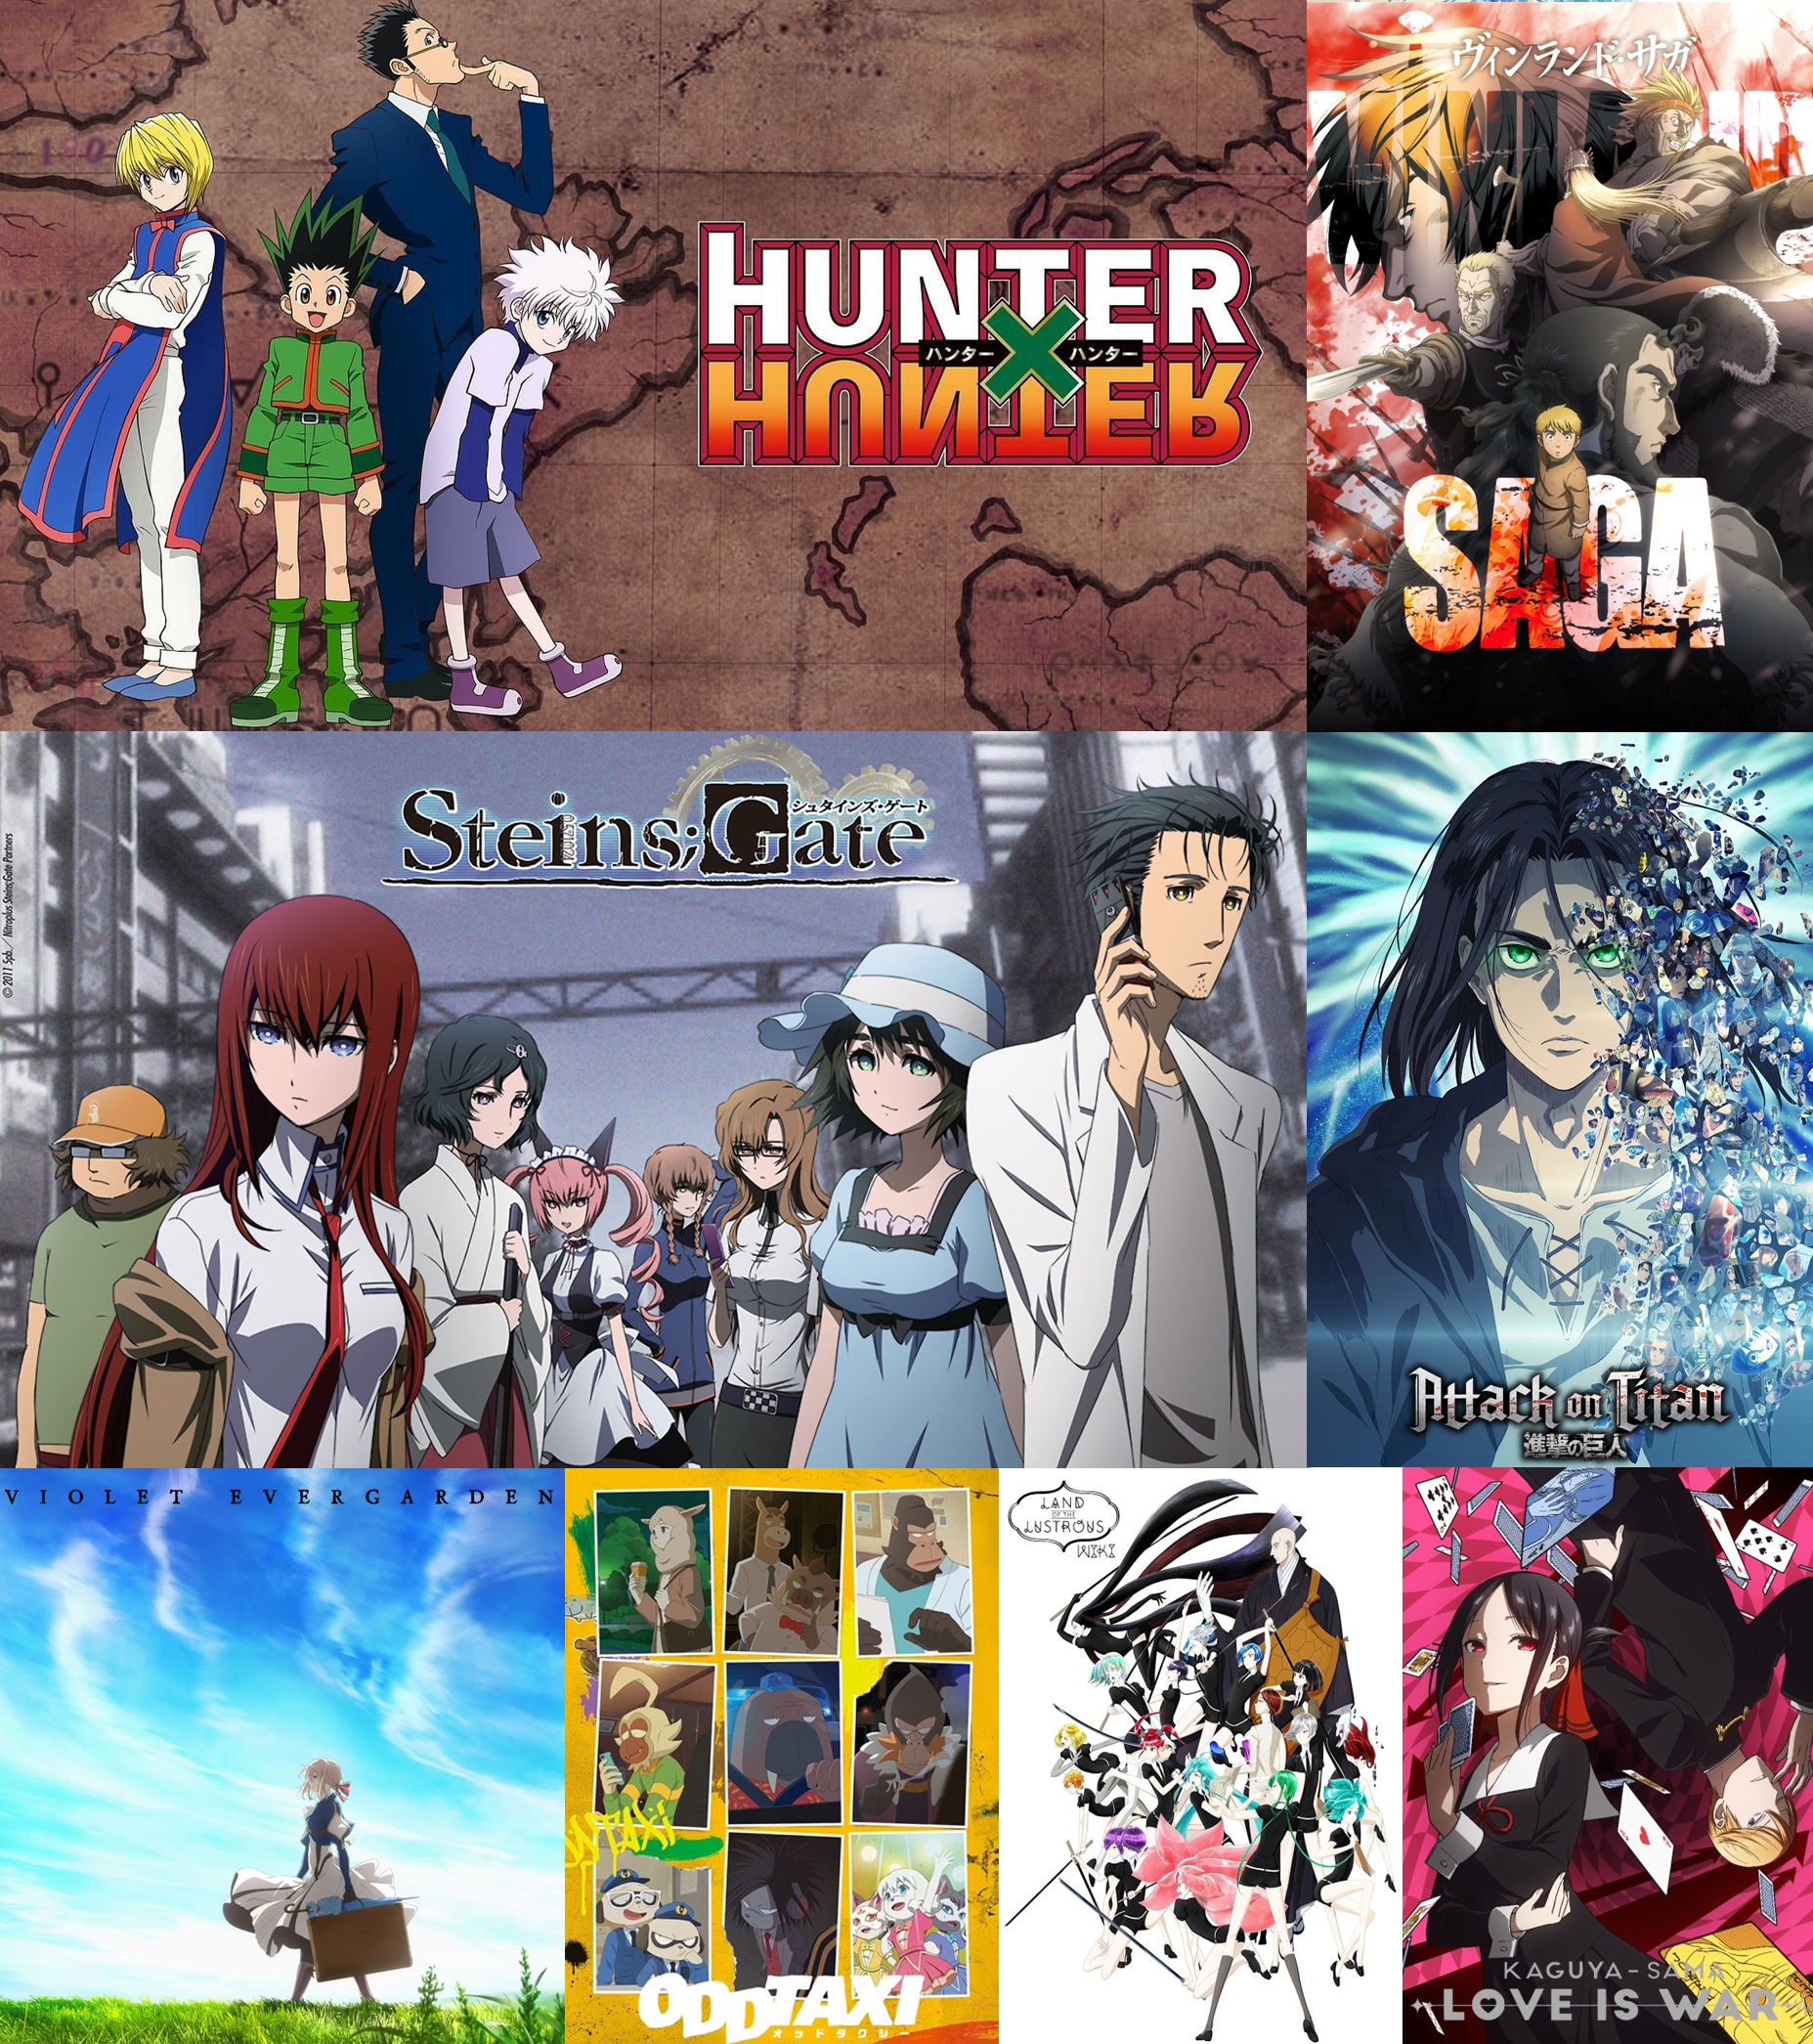 HUNTER
ハンター × ハンター
HUNTER
ヴィンランド・サガ
SAGA
Steins;Gate
シュタインズ・ゲート
© 2011 5pb.／Nitroplus Steins;Gate Partners
Attack on Titan
進撃の巨人
VIOLET EVERGARDEN
ODDTAXI
オッドタクシー
LAND
OF THE
LUSTROUS
WIKI
KAGUYA-SAMA
LOVE IS WAR